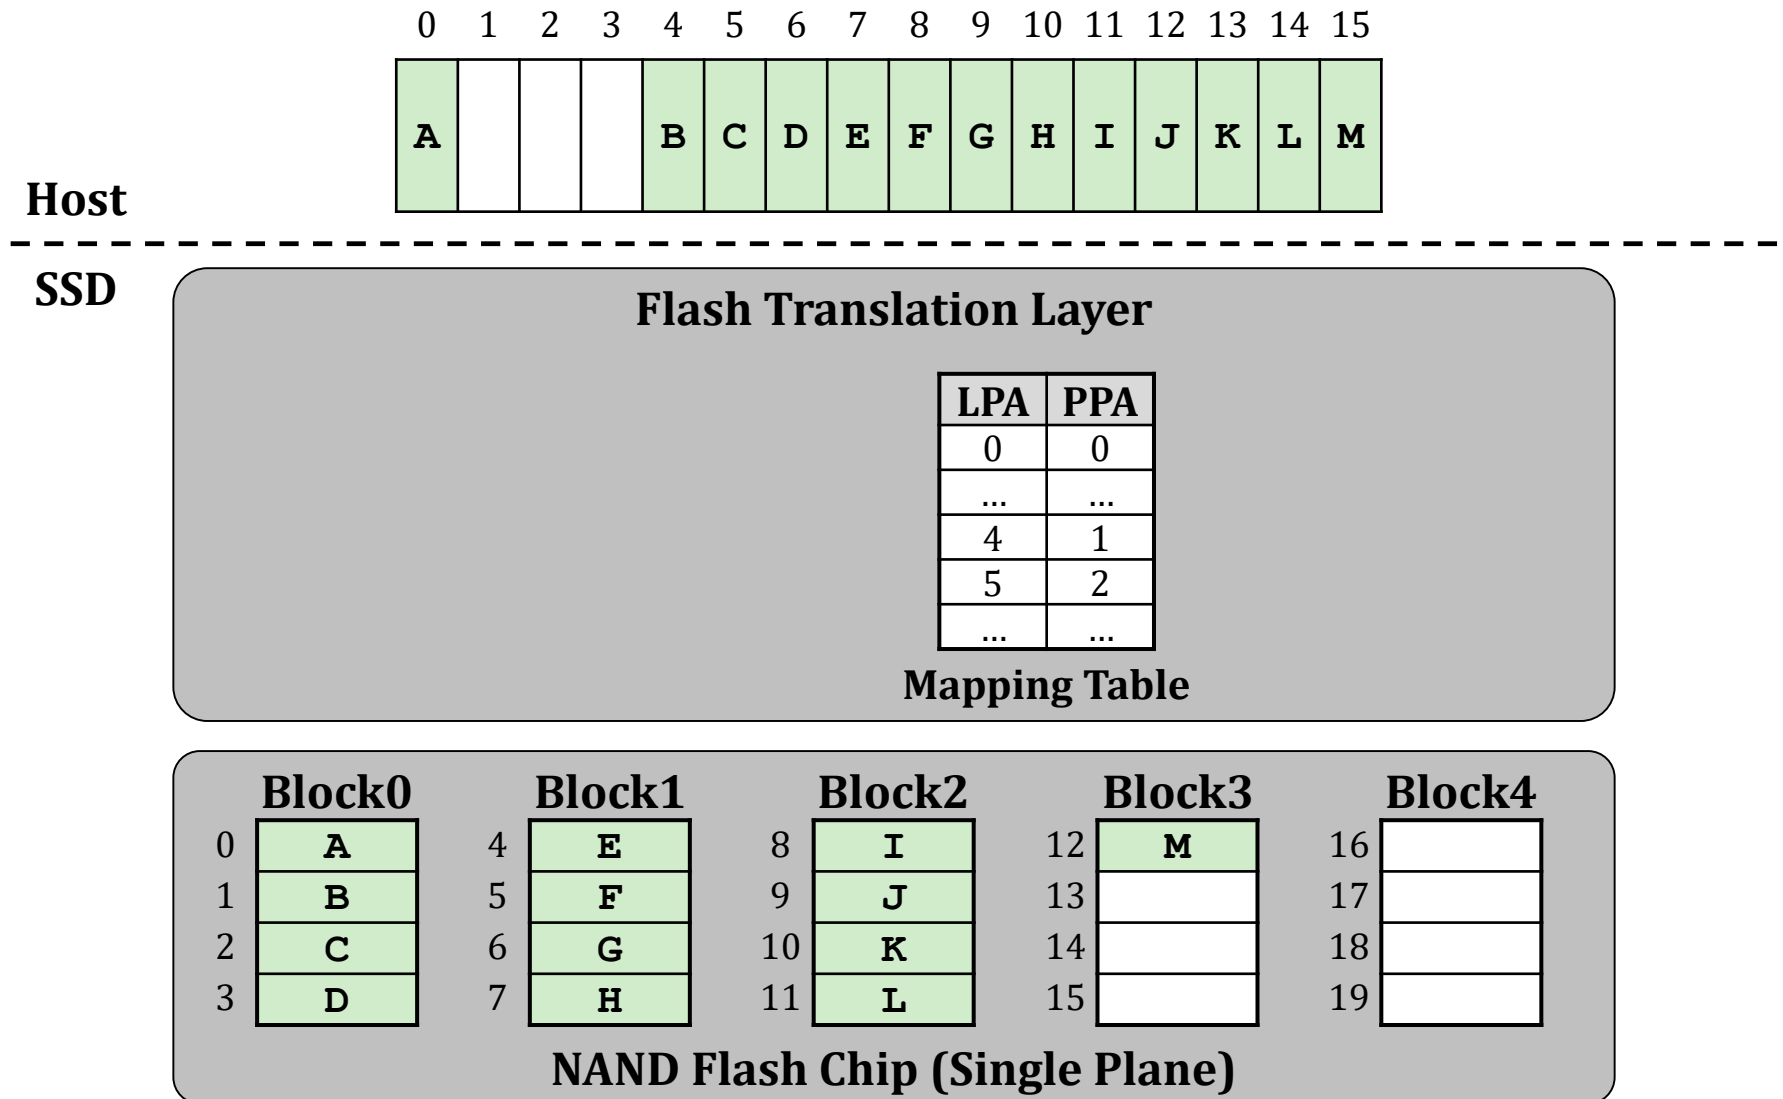 0 1 2 3 4 5 6 7 8 9 10 11 12 13 14 15
A B C D E F G H I J K L M
Host
SSD
Flash Translation Layer
LPA PPA
0 0
... ...
4 1
5 2
... ...
Mapping Table
Block0 Block1 Block2 Block3 Block4
0 A 4 E 8 I 12 M 16
1 B 5 F 9 J 13 17
2 C 6 G 10 K 14 18
3 D 7 H 11 L 15 19
NAND Flash Chip (Single Plane)